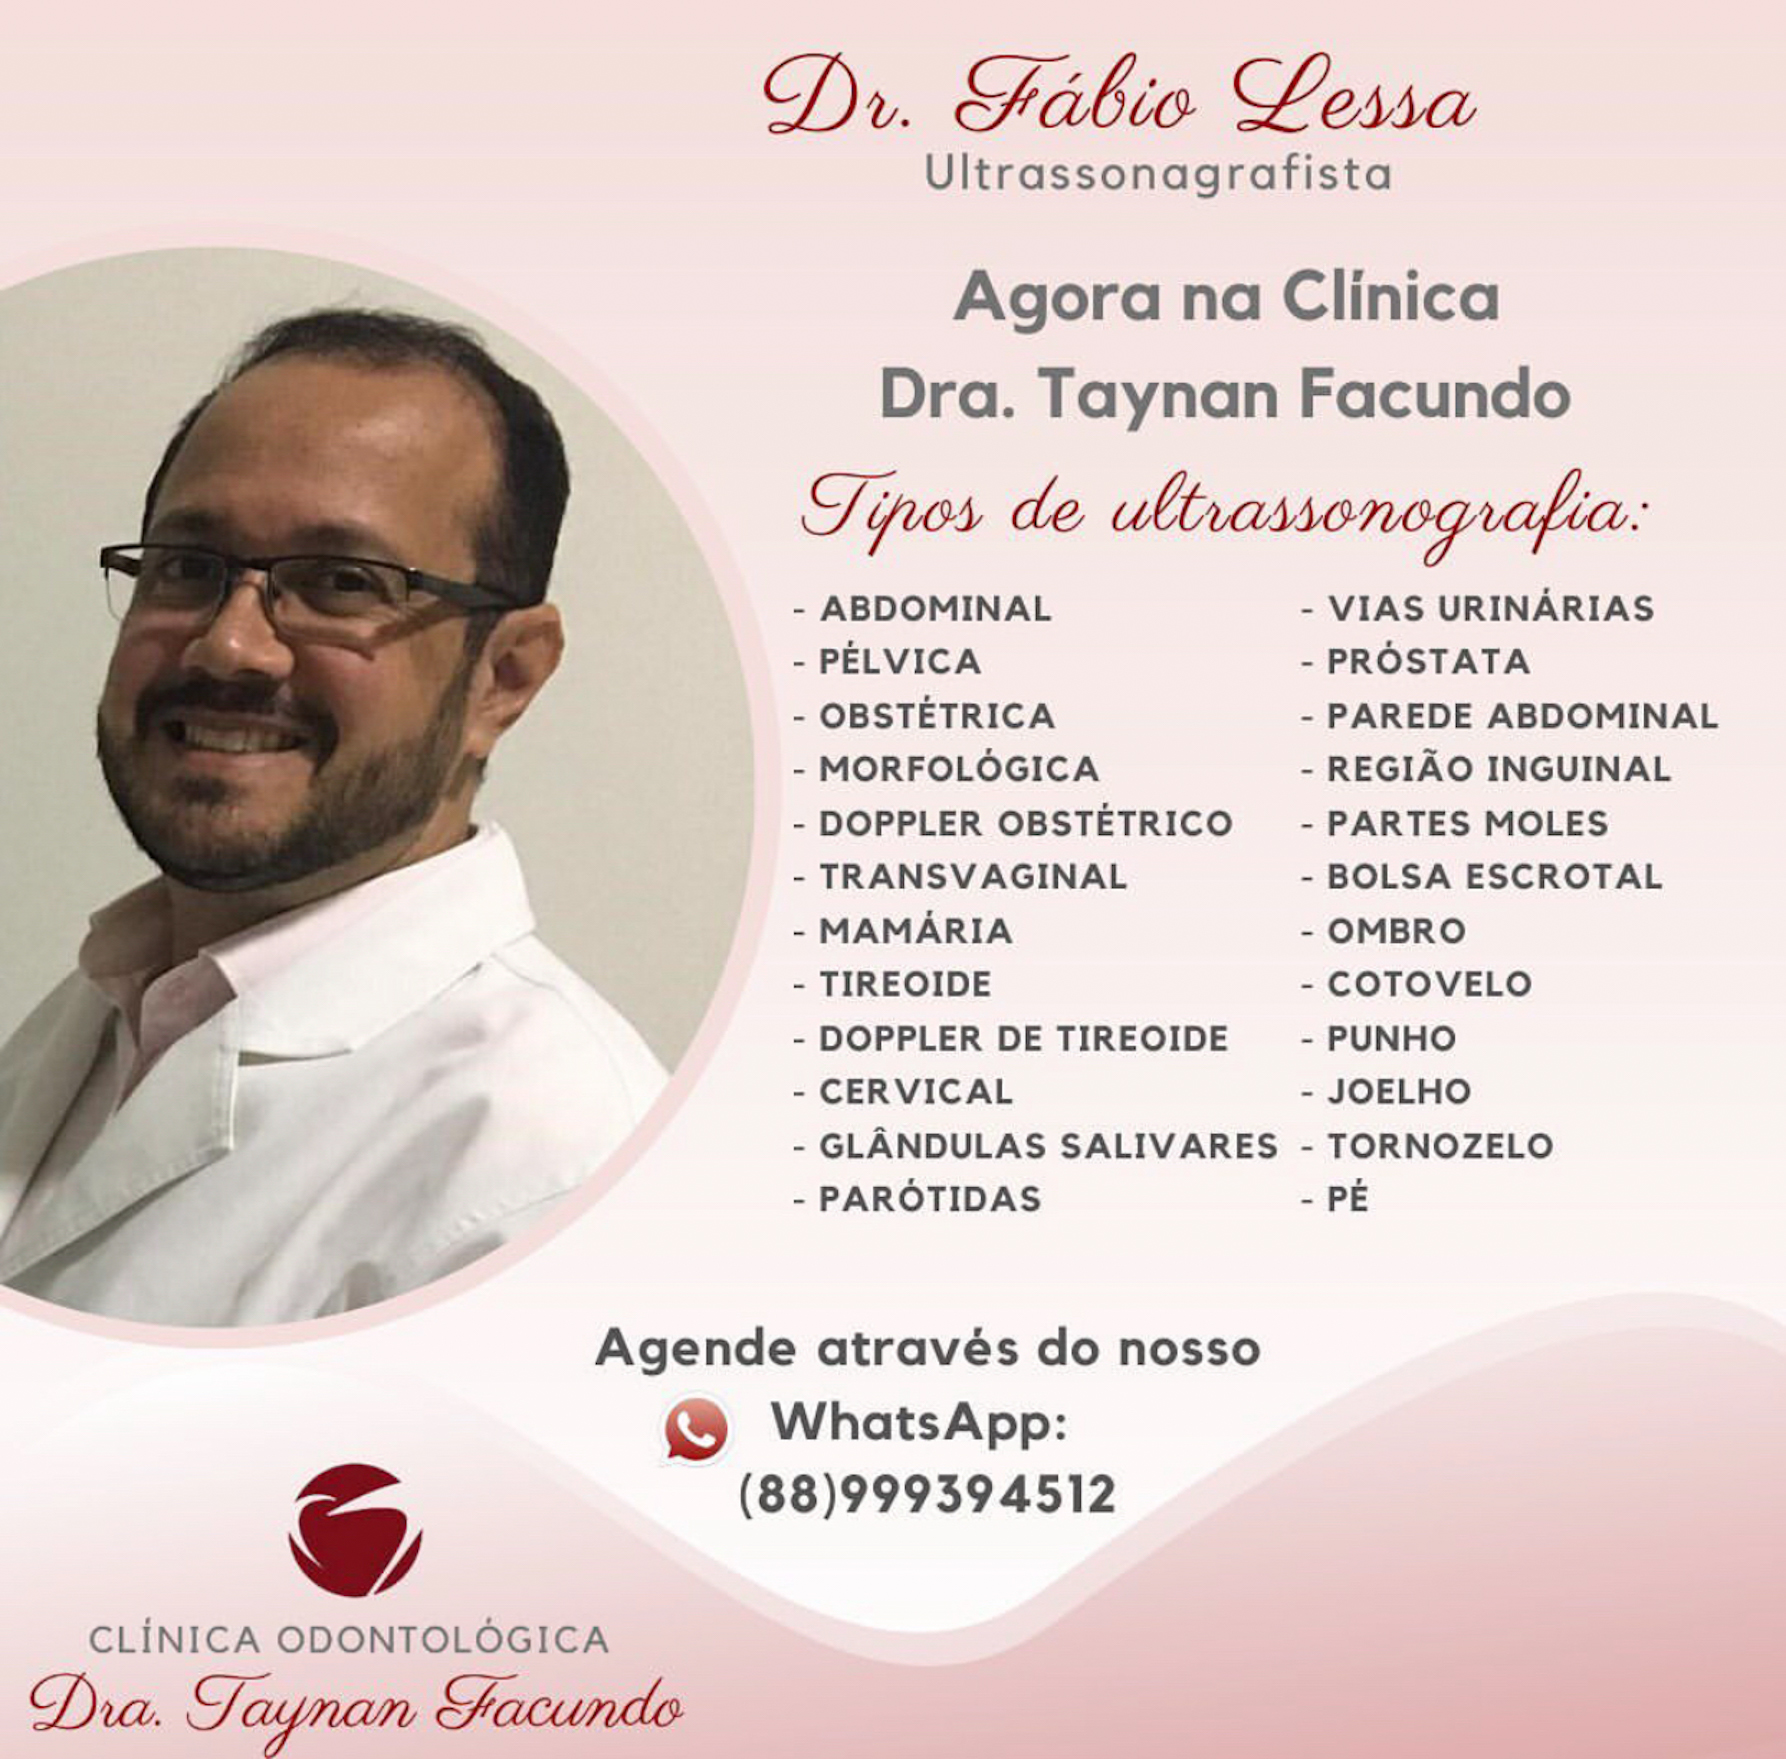 Dr. Fábio Lessa
Ultrassonagrafista
Agora na Clínica
Dra. Taynan Facundo
Tipos de ultrassonografia:
- ABDOMINAL
- PÉLVICA
- OBSTÉTRICA
- MORFOLÓGICA
- DOPPLER OBSTÉTRICO
- TRANSVAGINAL
- MAMÁRIA
- TIREOIDE
- DOPPLER DE TIREOIDE
- CERVICAL
- GLÂNDULAS SALIVARES
- PARÓTIDAS
- VIAS URINÁRIAS
- PRÓSTATA
- PAREDE ABDOMINAL
- REGIÃO INGUINAL
- PARTES MOLES
- BOLSA ESCROTAL
- OMBRO
- COTOVELO
- PUNHO
- JOELHO
- TORNOZELO
- PÉ
Agende através do nosso
WhatsApp:
(88)999394512
CLÍNICA ODONTOLÓGICA
Dra. Taynan Facundo